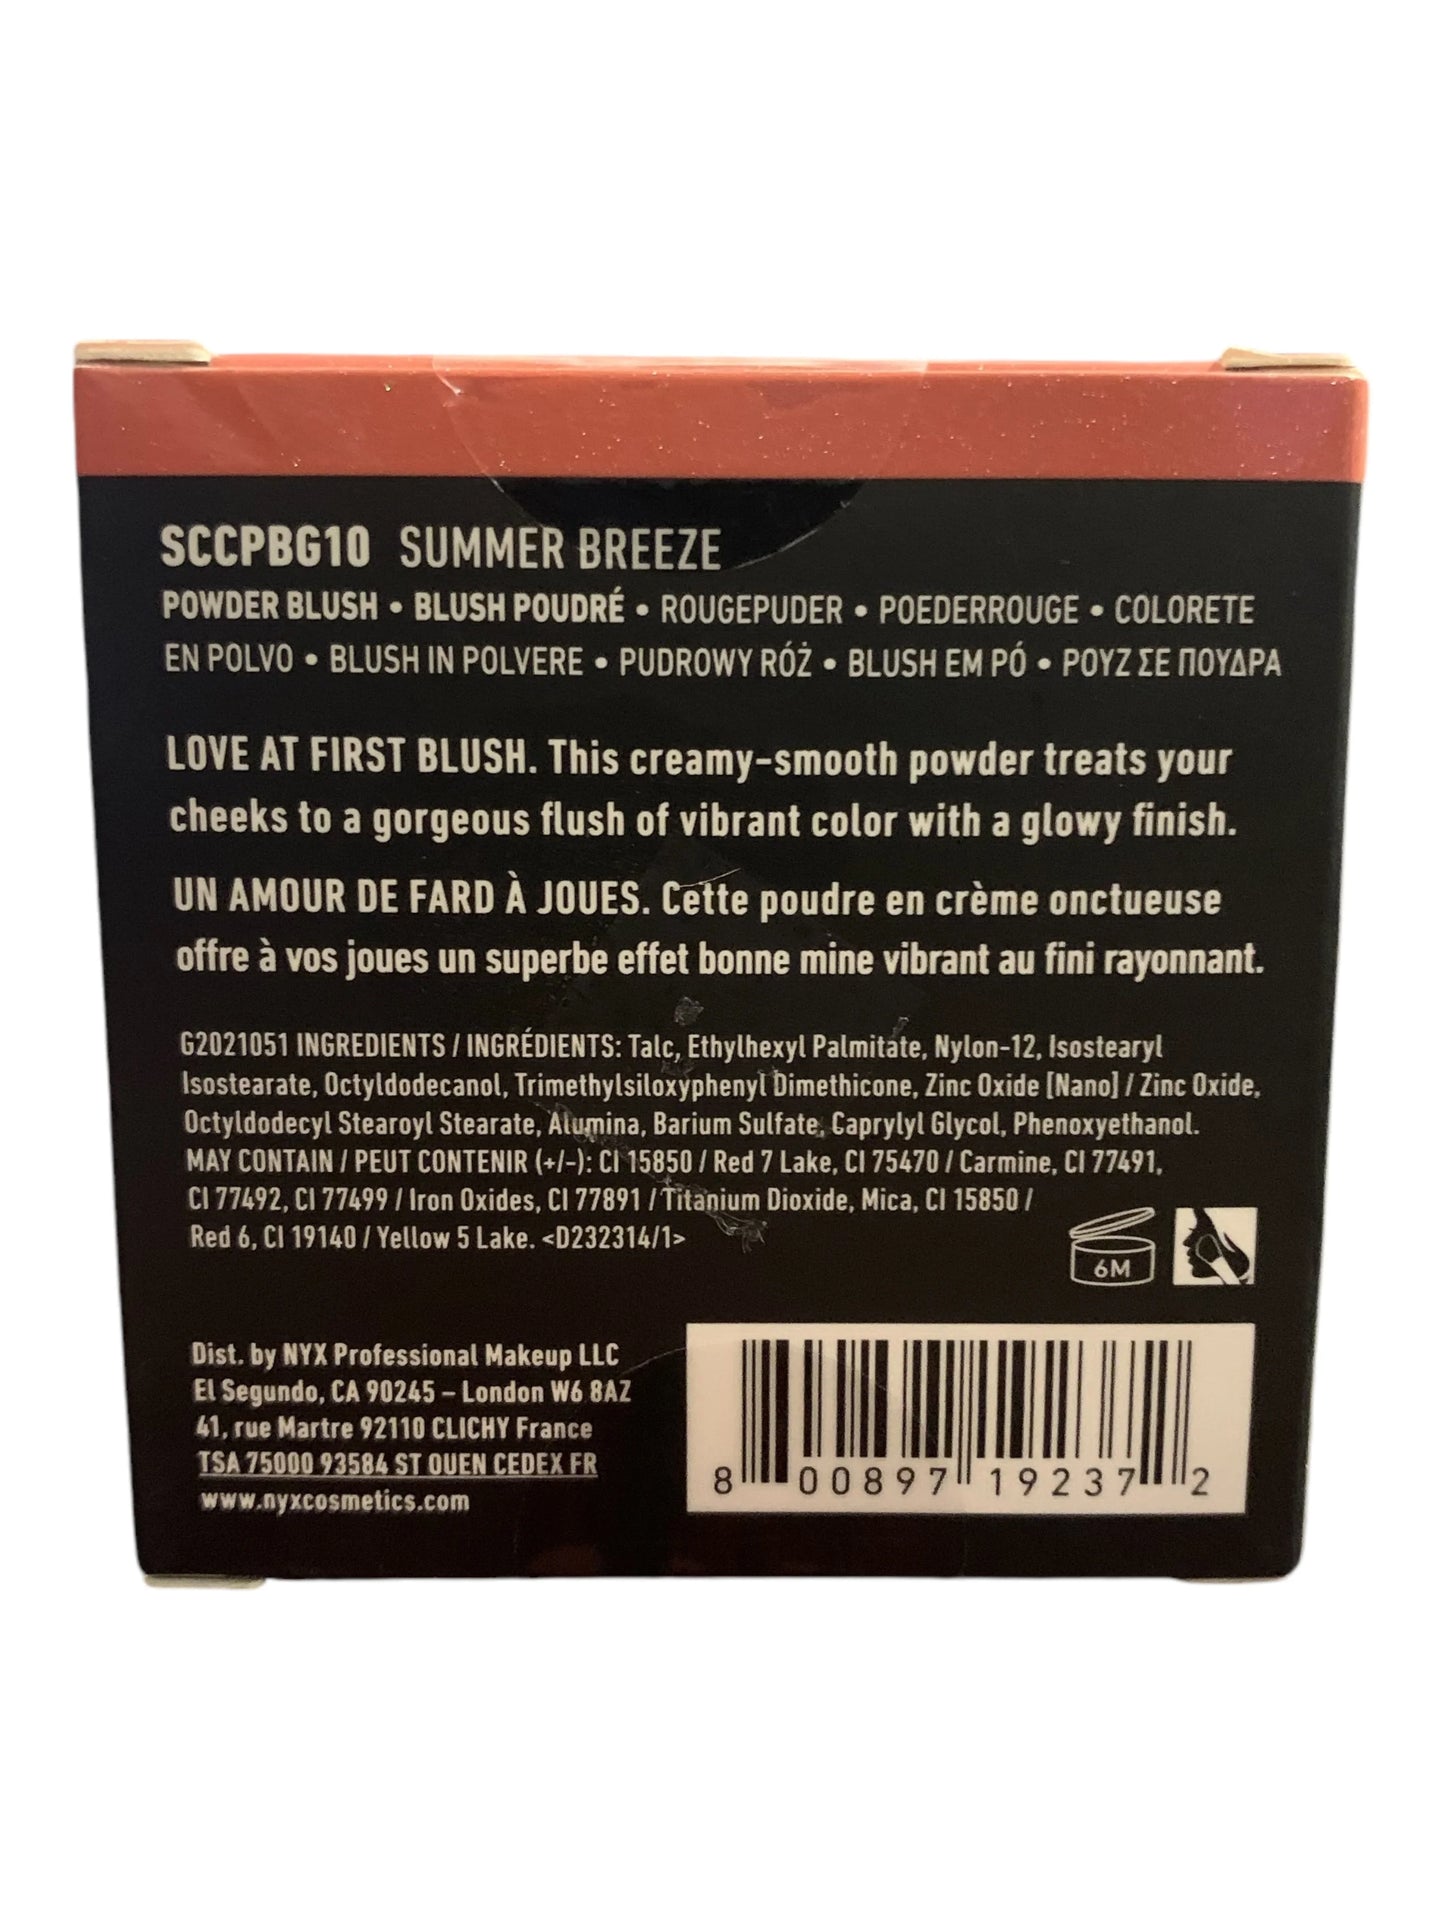 SCCPBG10 SUMMER BREEZE
POWDER BLUSH • BLUSH POUDRÉ • ROUGEPUDER • POEDERROUGE • COLORETE
EN POLVO • BLUSH IN POLVERE • PUDROWY RÓŻ • BLUSH EM PÓ • ΡΟΥΖ ΣΕ ΠΟΥΔΡΑ
LOVE AT FIRST BLUSH. This creamy-smooth powder treats your
cheeks to a gorgeous flush of vibrant color with a glowy finish.
UN AMOUR DE FARD À JOUES. Cette poudre en crème onctueuse
offre à vos joues un superbe effet bonne mine vibrant au fini rayonnant.
G2021051 INGREDIENTS / INGRÉDIENTS: Talc, Ethylhexyl Palmitate, Nylon-12, Isostearyl
Isostearate, Octyldodecanol, Trimethylsiloxyphenyl Dimethicone, Zinc Oxide [Nano] / Zinc Oxide,
Octyldodecyl Stearoyl Stearate, Alumina, Barium Sulfate, Caprylyl Glycol, Phenoxyethanol.
MAY CONTAIN / PEUT CONTENIR (+/-): CI 15850 / Red 7 Lake, CI 75470 / Carmine, CI 77491,
CI 77492, CI 77499 / Iron Oxides, CI 77891 / Titanium Dioxide, Mica, CI 15850 /
Red 6, CI 19140 / Yellow 5 Lake. <D232314/1>
6M
Dist. by NYX Professional Makeup LLC
El Segundo, CA 90245 – London W6 8AZ
41, rue Martre 92110 CLICHY France
TSA 75000 93584 ST OUEN CEDEX FR
www.nyxcosmetics.com
8 00897 19237 2